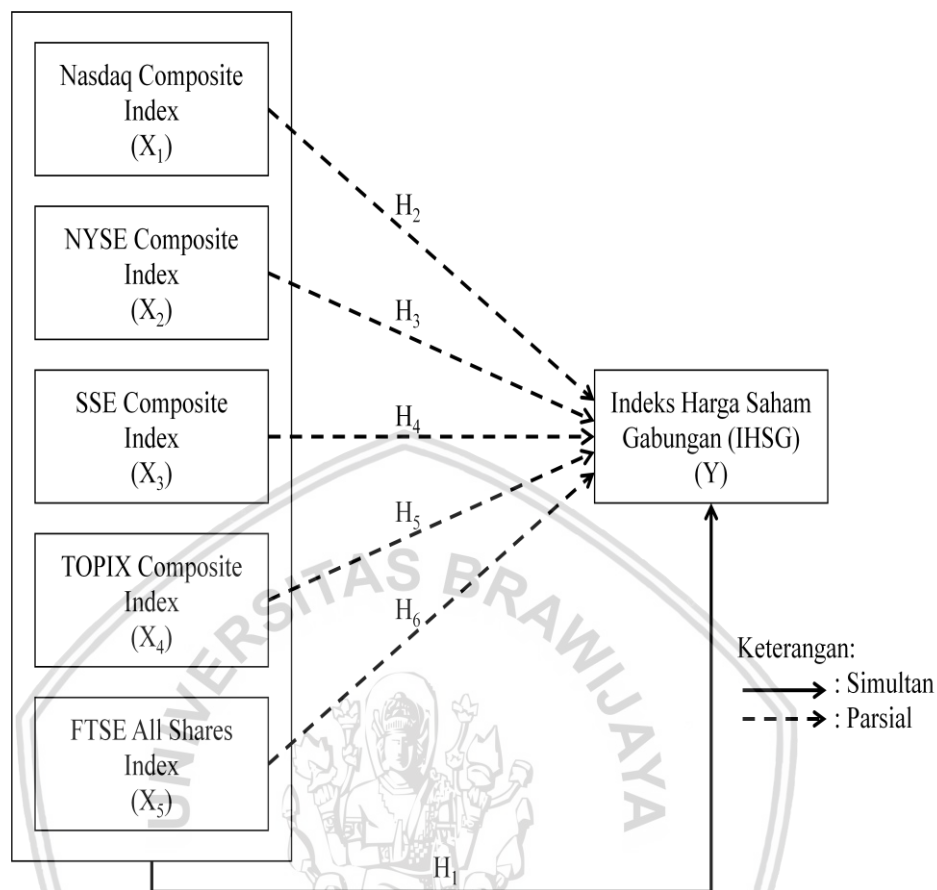 Nasdaq Composite
Index
(X₁)
NYSE Composite
Index
(X₂)
SSE Composite
Index
(X₃)
TOPIX Composite
Index
(X₄)
FTSE All Shares
Index
(X₅)
H₂
H₃
H₄
H₅
H₆
H₁
Indeks Harga Saham
Gabungan (IHSG)
(Y)
Keterangan:
: Simultan
: Parsial
UNIVERSITAS BRAWIJAYA